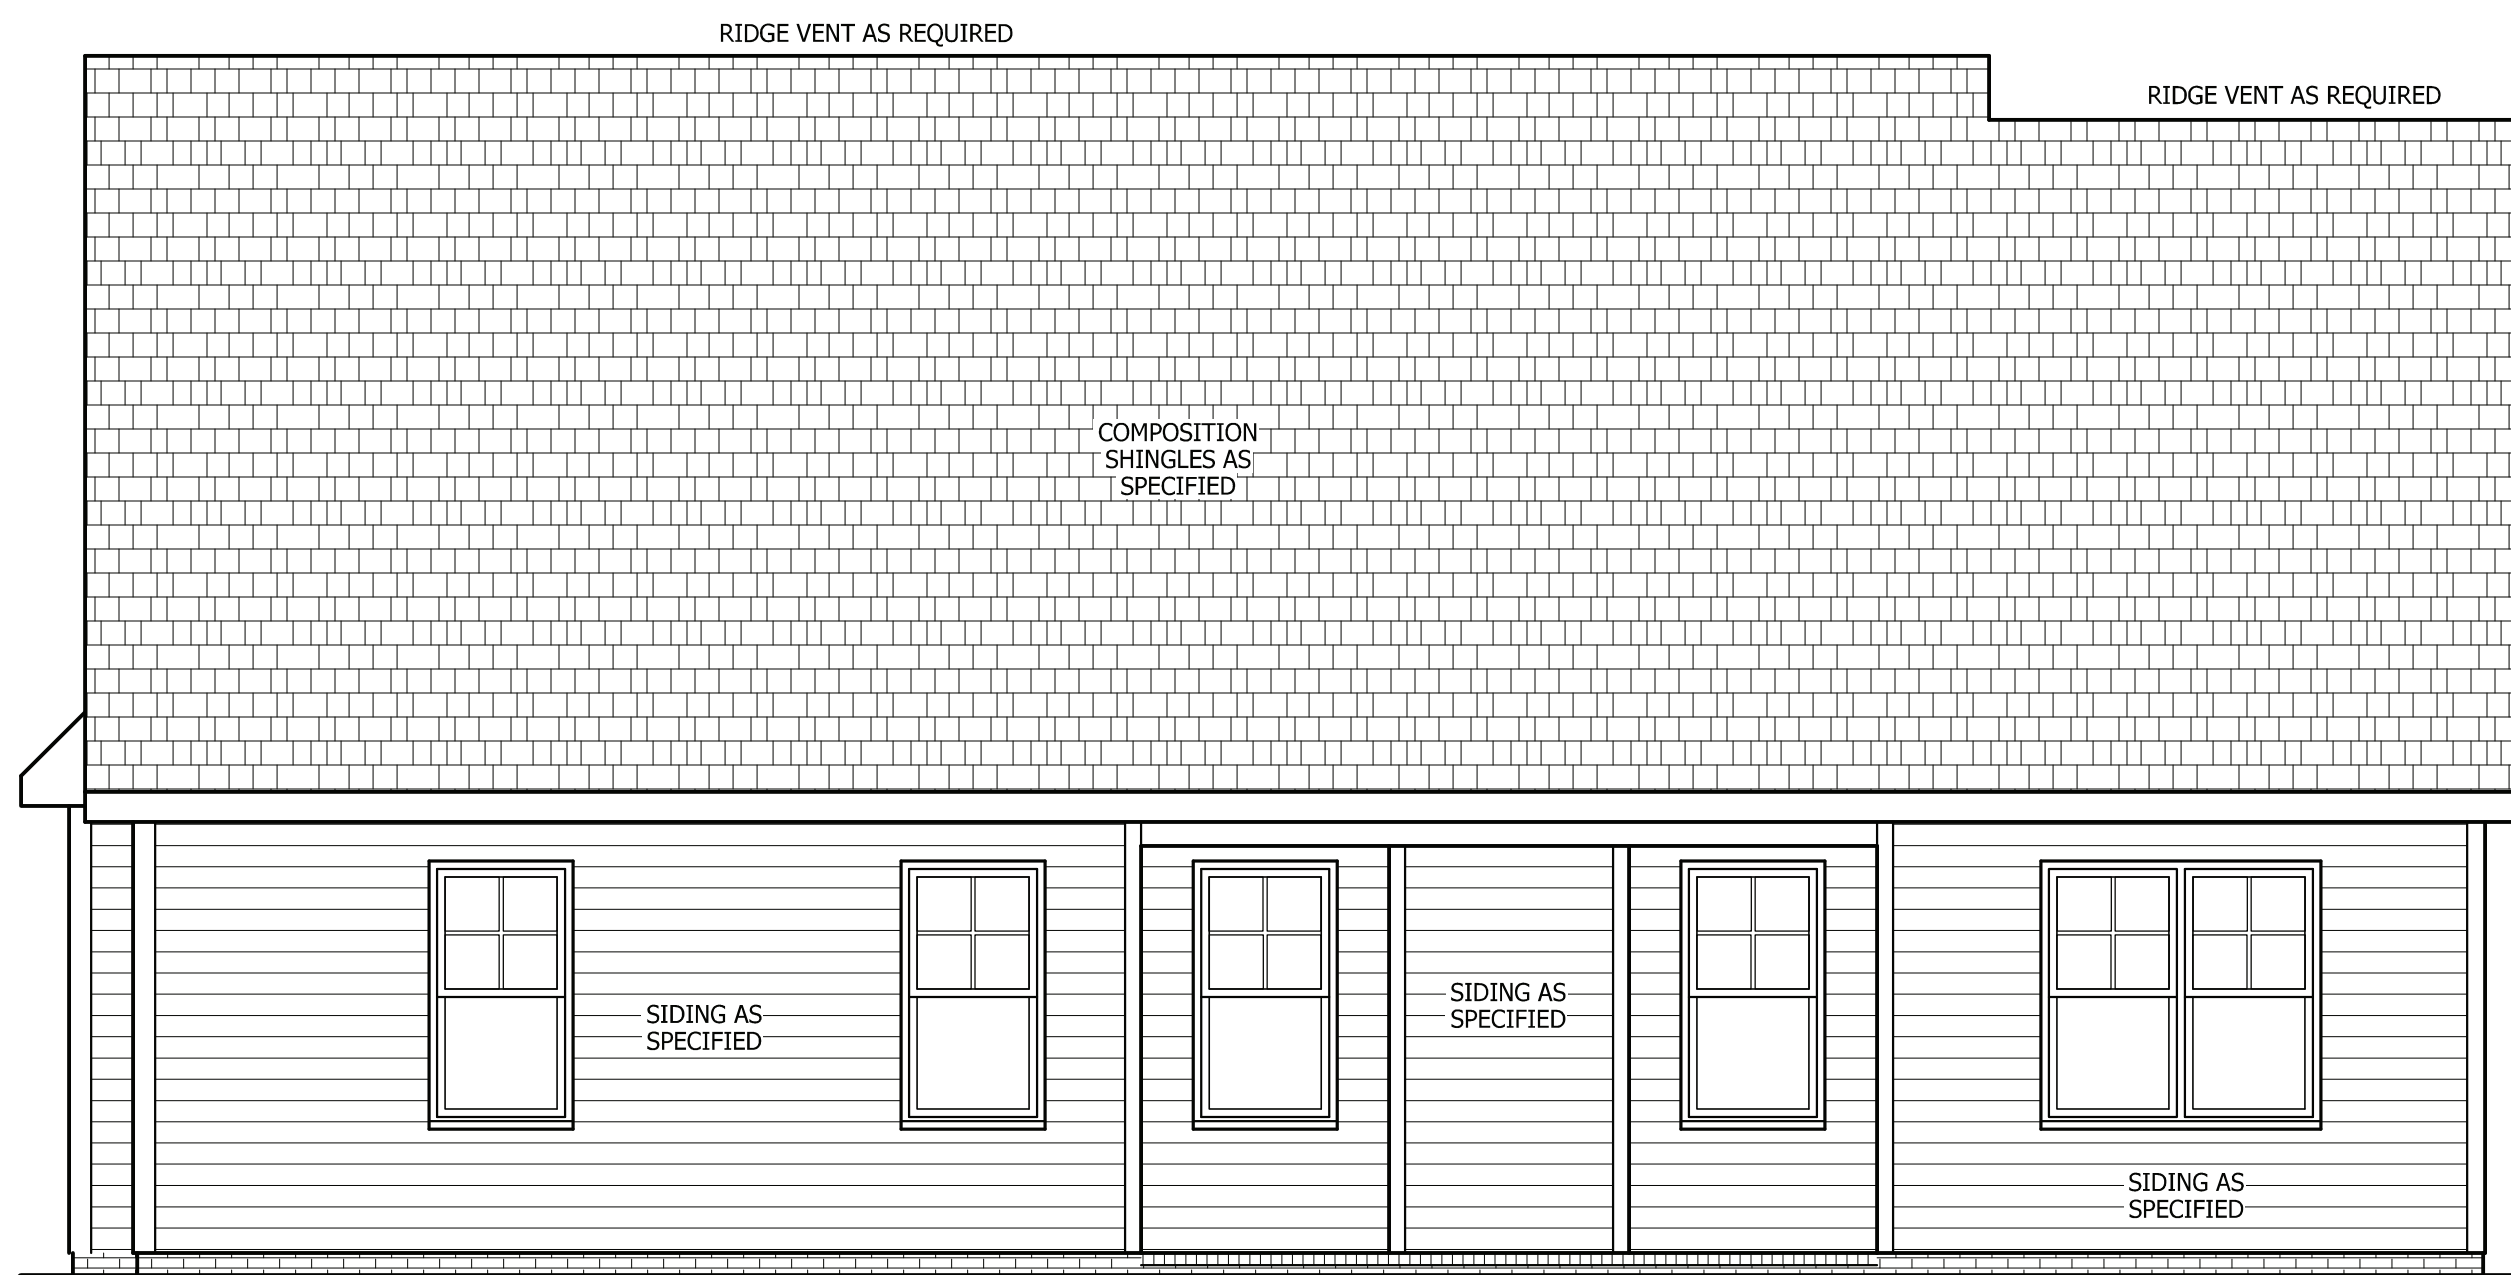 RIDGE VENT AS REQUIRED
RIDGE VENT AS REQUIRED
COMPOSITION
SHINGLES AS
SPECIFIED
SIDING AS
SPECIFIED
SIDING AS
SPECIFIED
SIDING AS
SPECIFIED